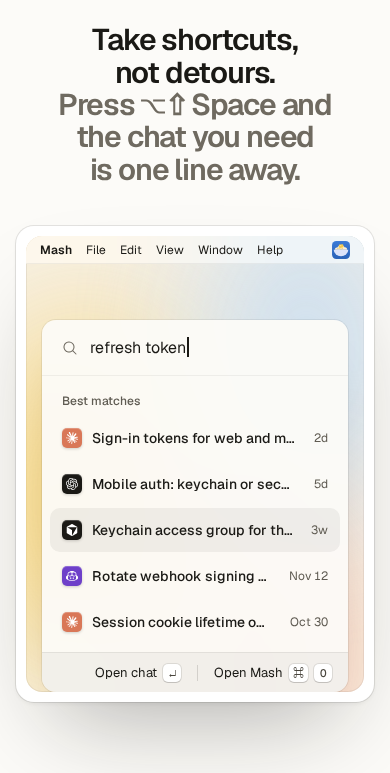 Take shortcuts,
not detours.
Press ⌥⇧ Space and
the chat you need
is one line away.
Mash File Edit View Window Help
refresh token
Best matches
Sign-in tokens for web and m... 2d
Mobile auth: keychain or sec... 5d
Keychain access group for th... 3w
Rotate webhook signing ... Nov 12
Session cookie lifetime o... Oct 30
Open chat ↵ Open Mash ⌘ 0